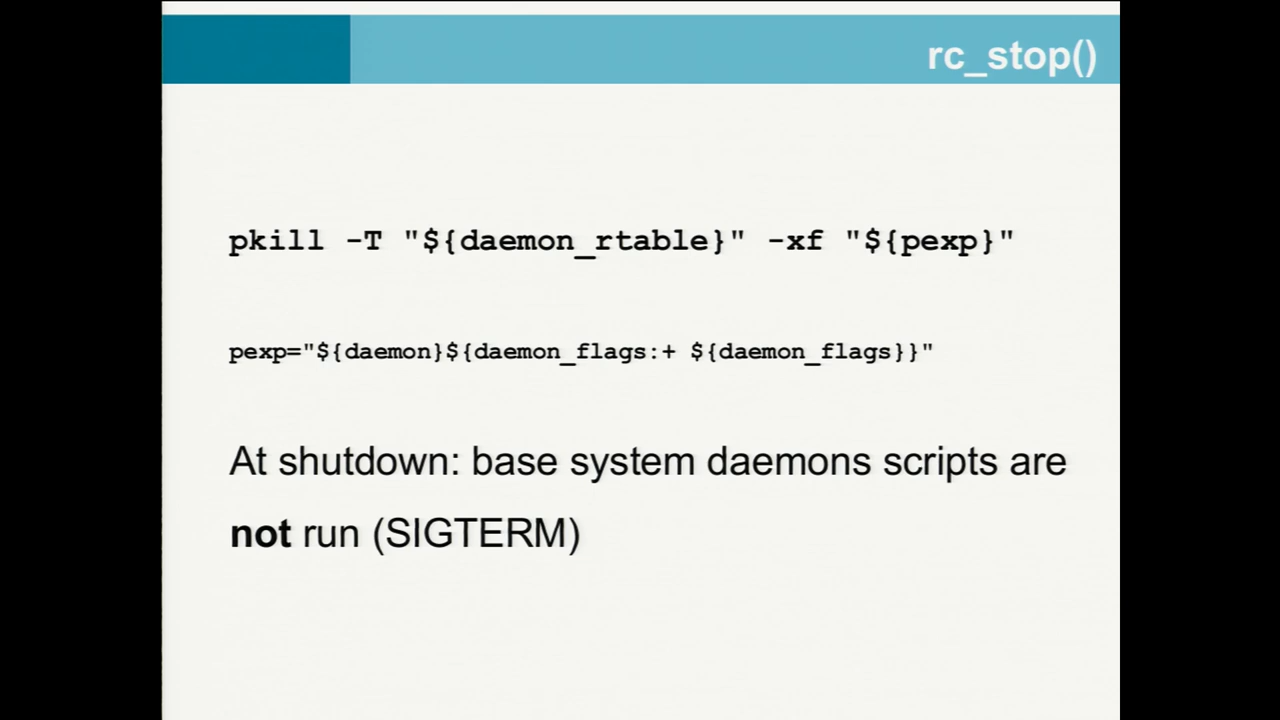 rc_stop()
pkill -T "${daemon_rtable}" -xf "${pexp}"
pexp="${daemon}${daemon_flags:+ ${daemon_flags}}"
At shutdown: base system daemons scripts are
not run (SIGTERM)